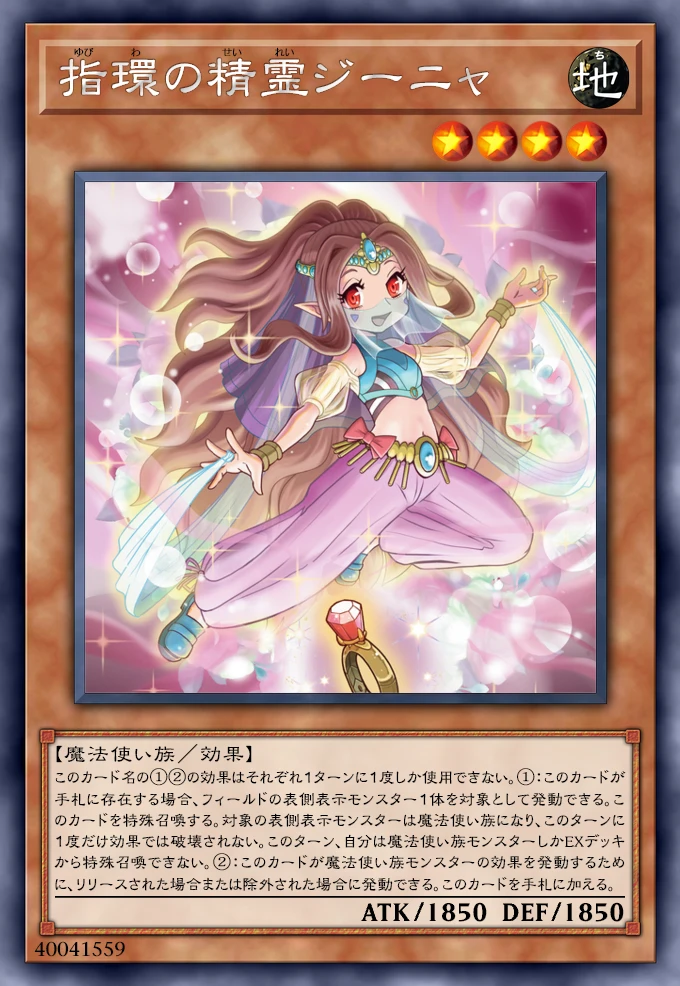 ゆび わ せい れい
指環の精霊ジーニャ
ち
地
【魔法使い族／効果】
このカード名の①②の効果はそれぞれ1ターンに1度しか使用できない。①：このカードが
手札に存在する場合、フィールドの表側表示モンスター1体を対象として発動できる。こ
のカードを特殊召喚する。対象の表側表示モンスターは魔法使い族になり、このターンに
1度だけ効果では破壊されない。このターン、自分は魔法使い族モンスターしかEXデッキ
から特殊召喚できない。②：このカードが魔法使い族モンスターの効果を発動するため
に、リリースされた場合または除外された場合に発動できる。このカードを手札に加える。
ATK/1850 DEF/1850
40041559